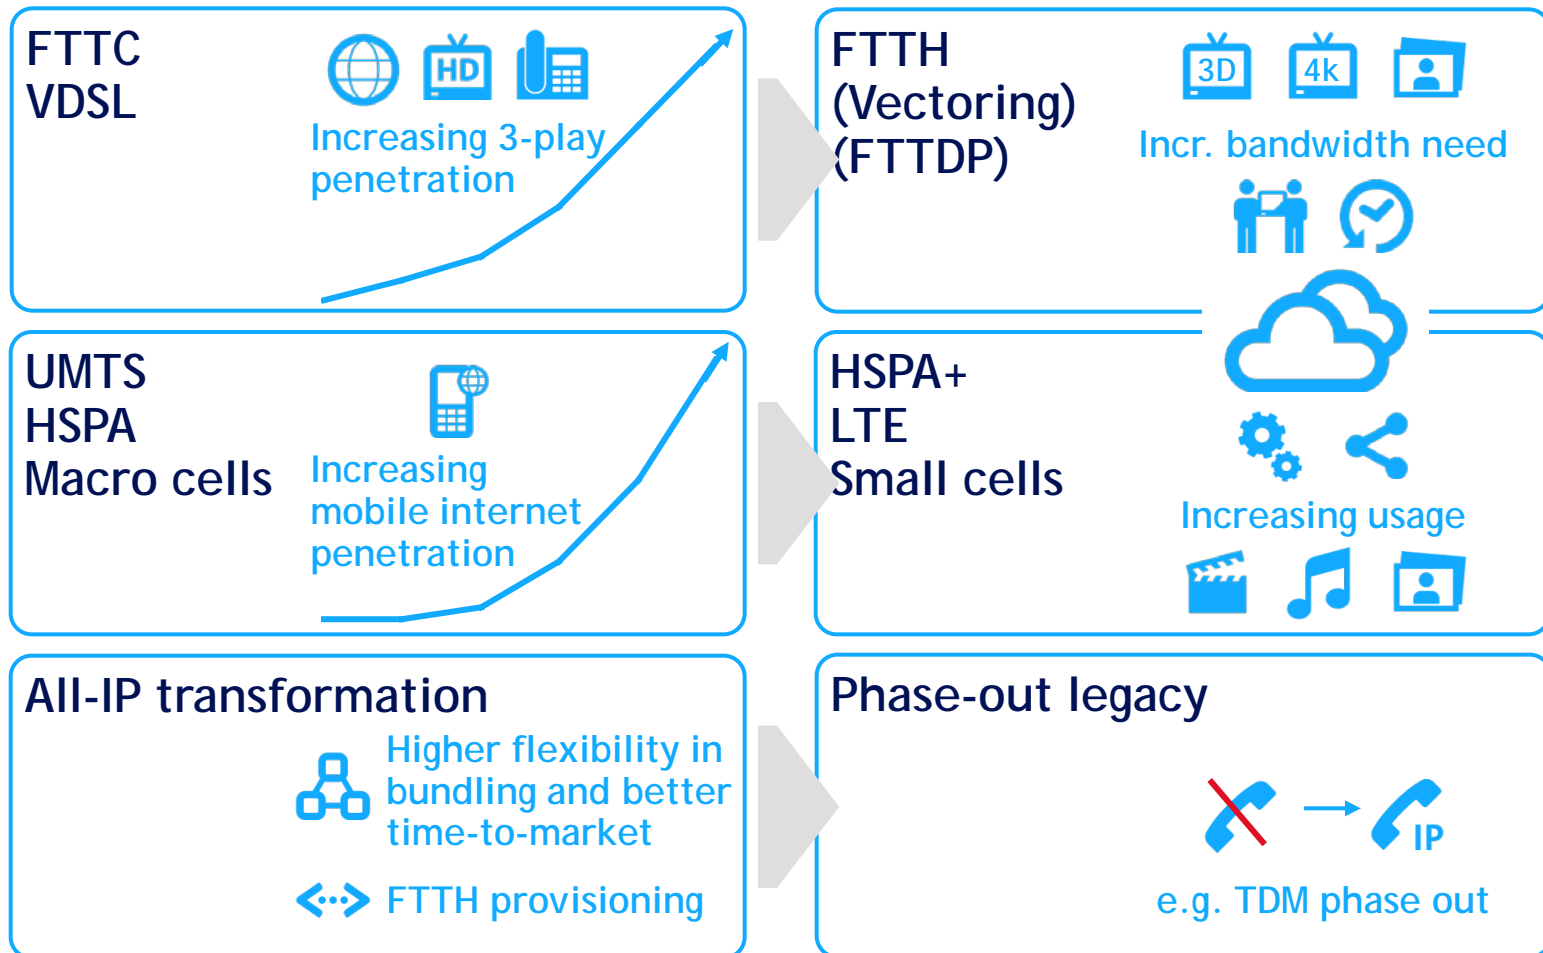 FTTC
VDSL
HD
Increasing 3-play
penetration
FTTH
(Vectoring)
(FTTDP)
3D
4k
Incr. bandwidth need
UMTS
HSPA
Macro cells
Increasing
mobile internet
penetration
HSPA+
LTE
Small cells
Increasing usage
All-IP transformation
Higher flexibility in
bundling and better
time-to-market
FTTH provisioning
Phase-out legacy
IP
e.g. TDM phase out